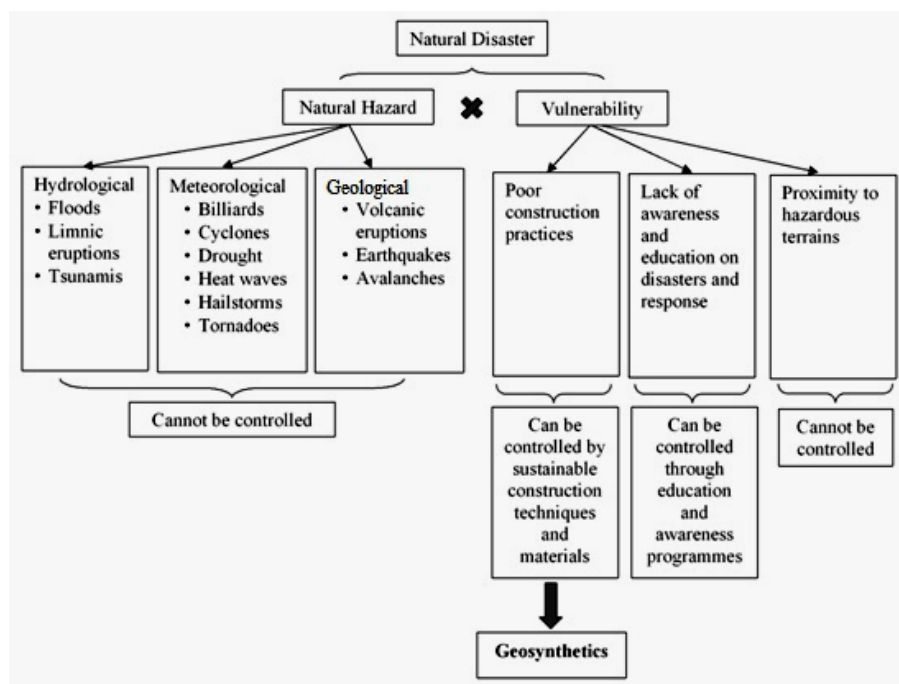 Natural Disaster
Natural Hazard
Vulnerability
Hydrological
• Floods
• Limnic
eruptions
• Tsunamis
Meteorological
• Billiards
• Cyclones
• Drought
• Heat waves
• Hailstorms
• Tornadoes
Geological
• Volcanic
eruptions
• Earthquakes
• Avalanches
Poor
construction
practices
Lack of
awareness
and
education on
disasters and
response
Proximity to
hazardous
terrains
Cannot be controlled
Can be
controlled by
sustainable
construction
techniques
and
materials
Can be
controlled
through
education
and
awareness
programmes
Cannot be
controlled
Geosynthetics